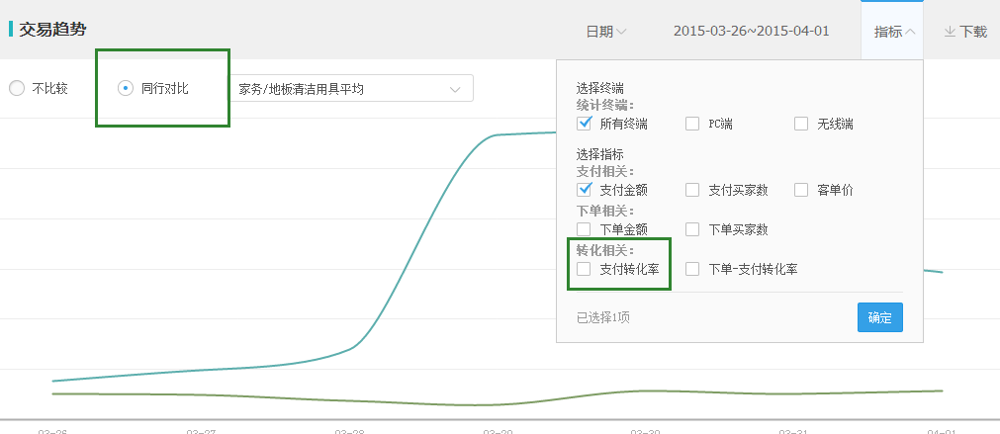 交易趋势
日期
2015-03-26~2015-04-01
指标
下载
不比较
同行对比
家务/地板清洁用具平均
选择终端
统计终端：
所有终端
PC端
无线端
选择指标
支付相关：
支付金额
支付买家数
客单价
下单相关：
下单金额
下单买家数
转化相关：
支付转化率
下单-支付转化率
已选择1项
确定
03-26
03-27
03-28
03-29
03-30
03-31
04-01